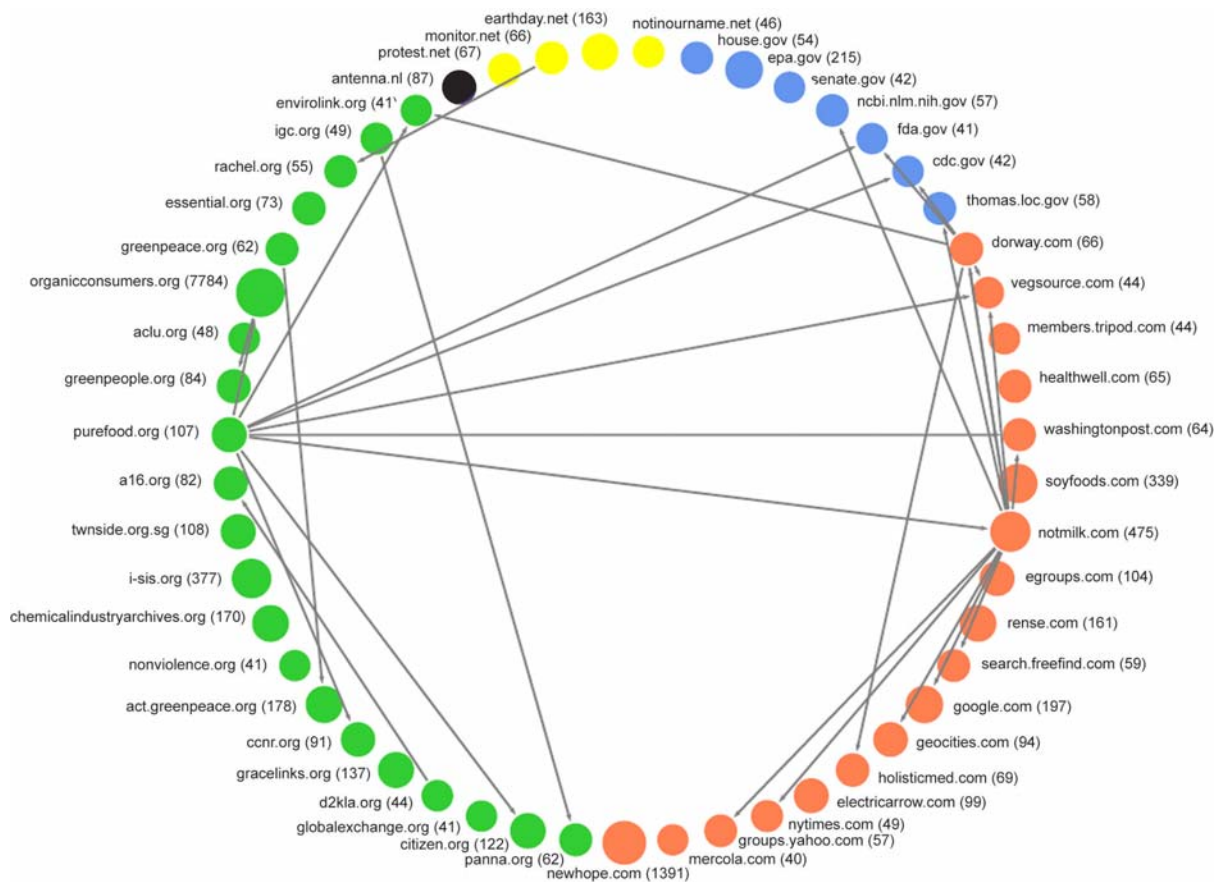 earthday.net (163)
notinourname.net (46)
monitor.net (66)
house.gov (54)
protest.net (67)
epa.gov (215)
antenna.nl (87)
senate.gov (42)
envirolink.org (41)
ncbi.nlm.nih.gov (57)
igc.org (49)
fda.gov (41)
rachel.org (55)
cdc.gov (42)
essential.org (73)
thomas.loc.gov (58)
greenpeace.org (62)
dorway.com (66)
organicconsumers.org (7784)
vegsource.com (44)
aclu.org (48)
members.tripod.com (44)
greenpeople.org (84)
healthwell.com (65)
purefood.org (107)
washingtonpost.com (64)
a16.org (82)
soyfoods.com (339)
twnside.org.sg (108)
notmilk.com (475)
i-sis.org (377)
egroups.com (104)
chemicalindustryarchives.org (170)
rense.com (161)
nonviolence.org (41)
search.freefind.com (59)
act.greenpeace.org (178)
google.com (197)
ccnr.org (91)
geocities.com (94)
gracelinks.org (137)
holisticmed.com (69)
d2kla.org (44)
electricarrow.com (99)
globalexchange.org (41)
nytimes.com (49)
citizen.org (122)
groups.yahoo.com (57)
panna.org (62)
mercola.com (40)
newhope.com (1391)